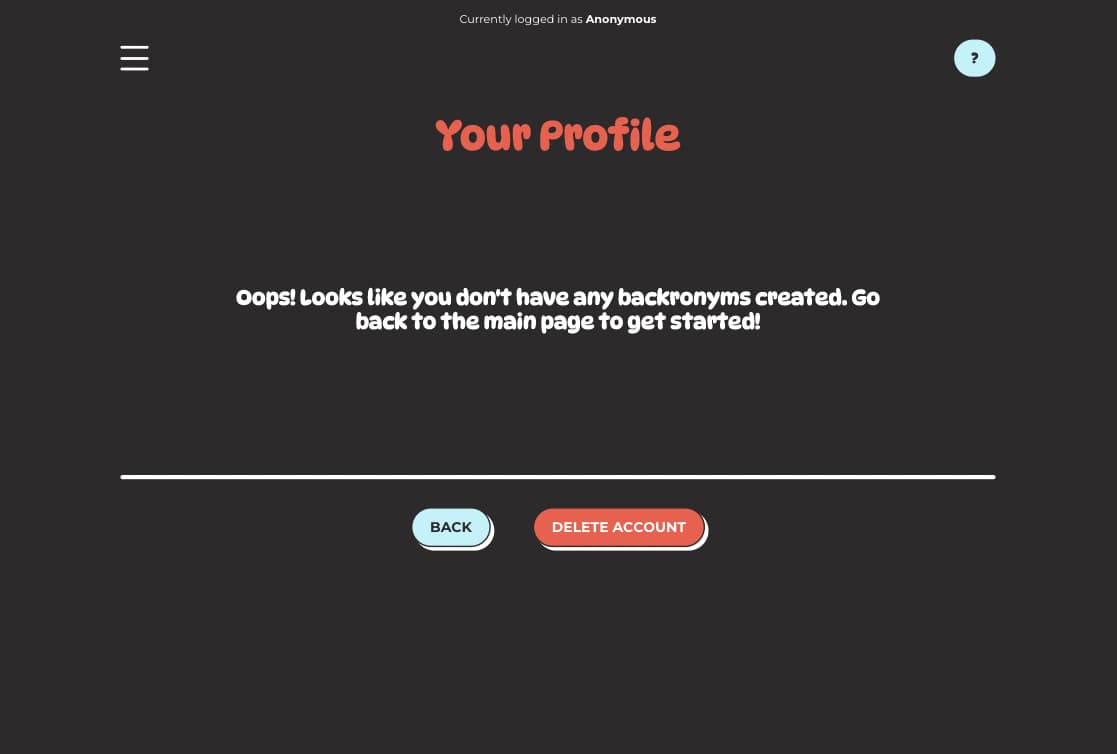 Currently logged in as Anonymous
?
Your Profile
Oops! Looks like you don't have any backronyms created. Go
back to the main page to get started!
BACK
DELETE ACCOUNT